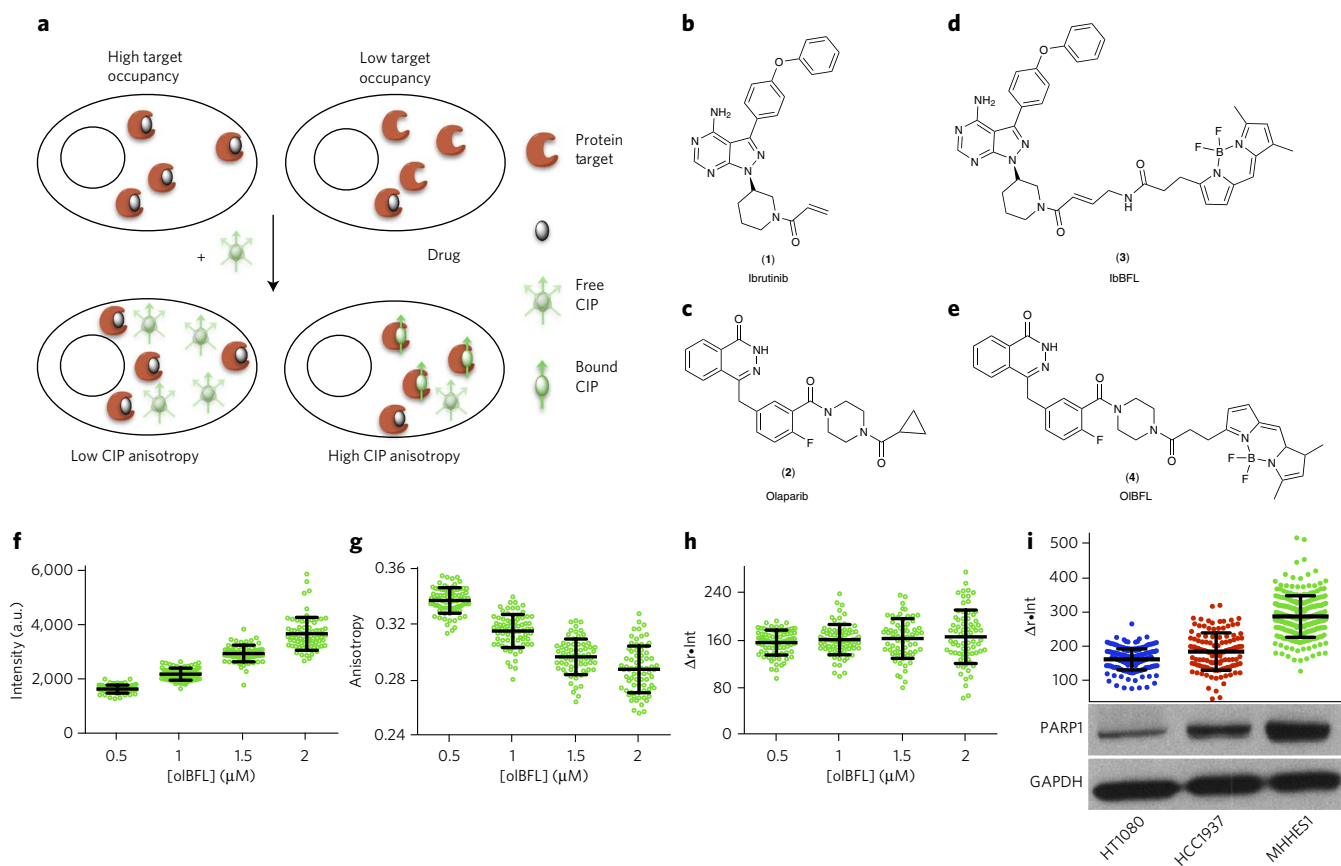 a
High target
occupancy
Low target
occupancy
Protein
target
+
Drug
Free
CIP
Bound
CIP
Low CIP anisotropy
High CIP anisotropy
b
O
NH2
N
N
N
N
N
O
(1)
Ibrutinib
c
O
NH
N
O
N
F
N
O
(2)
Olaparib
d
O
NH2
N
N
N
N
N
O
N
H
O
F
F
B
N
N
(3)
IbBFL
e
O
NH
N
O
N
F
N
O
N
F
B
N
F
(4)
OlBFL
f
Intensity (a.u.)
6,000
4,000
2,000
0
0.5 1 1.5 2
[olBFL] (μM)
g
Anisotropy
0.36
0.32
0.28
0.24
0.5 1 1.5 2
[olBFL] (μM)
h
Δr•Int
240
160
80
0
0.5 1 1.5 2
[olBFL] (μM)
i
Δr•Int
500
400
300
200
100
PARP1
GAPDH
HT1080
HCC1937
MHHES1